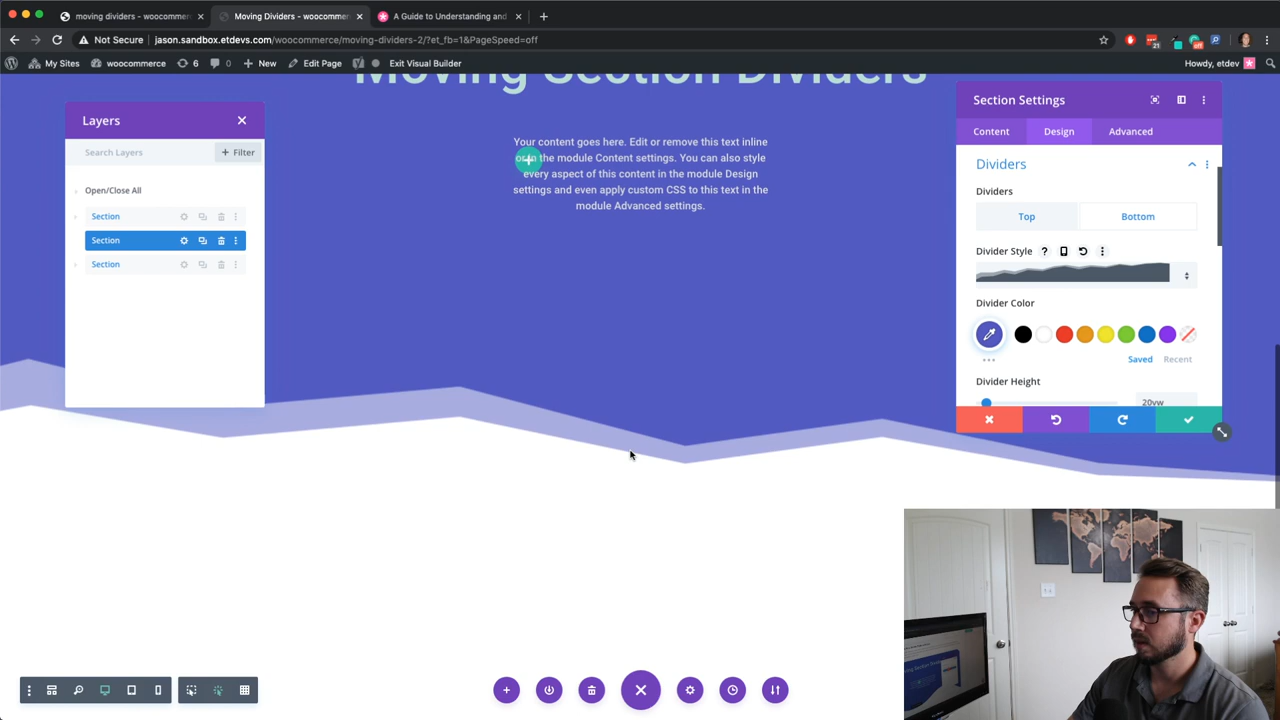 moving dividers - woocommerce
Moving Dividers - woocommerce
A Guide to Understanding and
Not Secure
jason.sandbox.etdevs.com/woocommerce/moving-dividers-2/?et_fb=1&PageSpeed=off
21
off
My Sites
woocommerce
6
0
New
Edit Page
Exit Visual Builder
Howdy, etdev
Moving Section Dividers
Layers
Search Layers
+ Filter
Open/Close All
Section
Section
Section
Your content goes here. Edit or remove this text inline
or in the module Content settings. You can also style
every aspect of this content in the module Design
settings and even apply custom CSS to this text in the
module Advanced settings.
Section Settings
Content
Design
Advanced
Dividers
Dividers
Top
Bottom
Divider Style
Divider Color
Saved
Recent
Divider Height
20vw